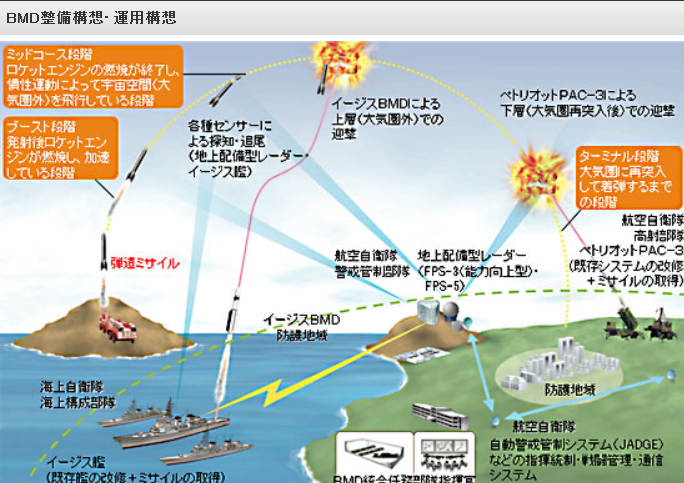 BMD整備構想・運用構想
ミッドコース段階
ロケットエンジンの燃焼が終了し、
慣性運動によって宇宙空間(大
気圏外)を飛行している段階
ブースト段階
発射後ロケットエン
ジンが燃焼し、加速
している段階
各種センサーに
よる探知・追尾
(地上配備型レーダー・
イージス艦)
イージスBMDによる
上層(大気圏外)での
迎撃
ペトリオットPAC-3による
下層(大気圏再突入後)での迎撃
ターミナル段階
大気圏に再突入
して着弾するまで
の段階
弾道ミサイル
航空自衛隊
警戒管制部隊
地上配備型レーダー
(FPS-3(能力向上型)・
FPS-5)
航空自衛隊
高射部隊
ペトリオットPAC-3
(既存システムの改修
+ミサイルの取得)
イージスBMD
防護地域
海上自衛隊
海上構成部隊
防護地域
航空自衛隊
自動警戒管制システム(JADGE)
などの指揮統制・戦闘管理・通信
システム
イージス艦
(既存艦の改修+ミサイルの取得)
BMD統合任務部隊指揮官